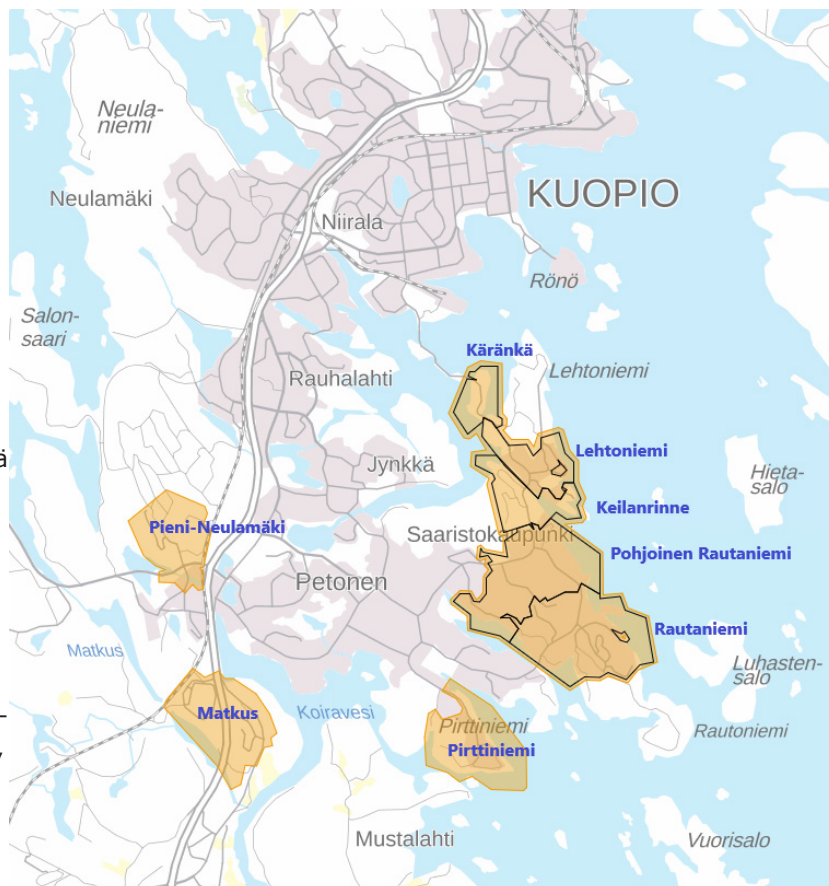 Neula-
niemi
Neulamäki
KUOPIO
Niirala
Rönö
Salon-
saari
Käränkä
Lehtoniemi
Rauhalahti
Lehtoniemi
ä
Jynkkä
Hieta-
salo
Keilanrinne
Pieni-Neulamäki
Saaristokaupunki
Pohjoinen Rautaniemi
Petonen
Rautaniemi
Matkus
Luhasten-
salo
Matkus
Koiravesi
-
Pirttiniemi
Rautoniemi
Pirttiniemi
Mustalahti
Vuorisalo